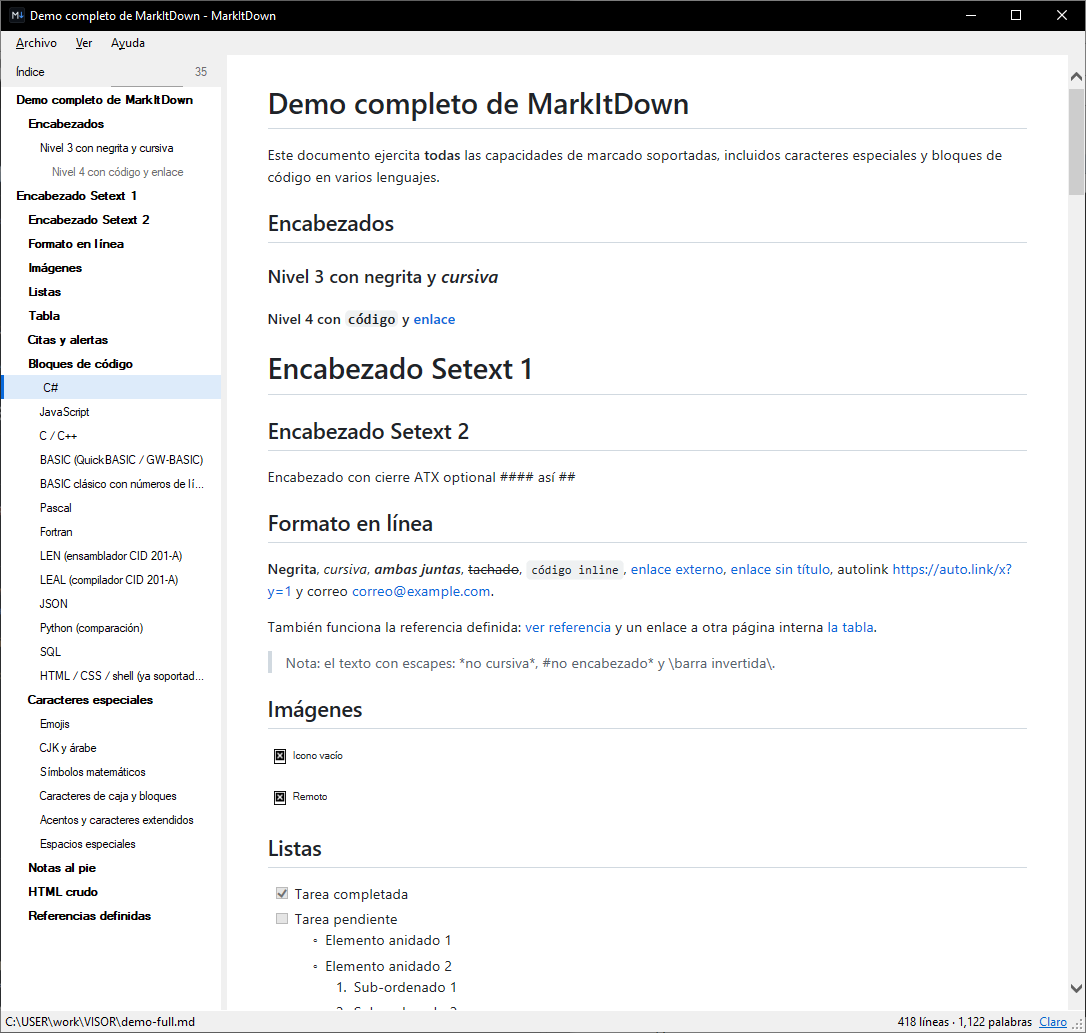 M↓ Demo completo de MarkItDown - MarkItDown
Archivo Ver Ayuda
Índice 35
Demo completo de MarkItDown
Encabezados
Nivel 3 con negrita y cursiva
Nivel 4 con código y enlace
Encabezado Setext 1
Encabezado Setext 2
Formato en línea
Imágenes
Listas
Tabla
Citas y alertas
Bloques de código
C#
JavaScript
C / C++
BASIC (QuickBASIC / GW-BASIC)
BASIC clásico con números de lí...
Pascal
Fortran
LEN (ensamblador CID 201-A)
LEAL (compilador CID 201-A)
JSON
Python (comparación)
SQL
HTML / CSS / shell (ya soportad...
Caracteres especiales
Emojis
CJK y árabe
Símbolos matemáticos
Caracteres de caja y bloques
Acentos y caracteres extendidos
Espacios especiales
Notas al pie
HTML crudo
Referencias definidas
Demo completo de MarkItDown
Este documento ejercita todas las capacidades de marcado soportadas, incluidos caracteres especiales y bloques de
código en varios lenguajes.
Encabezados
Nivel 3 con negrita y cursiva
Nivel 4 con código y enlace
Encabezado Setext 1
Encabezado Setext 2
Encabezado con cierre ATX optional #### así ##
Formato en línea
Negrita, cursiva, ambas juntas, tachado, código inline, enlace externo, enlace sin título, autolink https://auto.link/x?
y=1 y correo correo@example.com.
También funciona la referencia definida: ver referencia y un enlace a otra página interna la tabla.
Nota: el texto con escapes: *no cursiva*, #no encabezado* y \barra invertida\.
Imágenes
Icono vacío
Remoto
Listas
Tarea completada
Tarea pendiente
◦ Elemento anidado 1
◦ Elemento anidado 2
1. Sub-ordenado 1
C:\USER\work\VISOR\demo-full.md 418 líneas · 1,122 palabras Claro